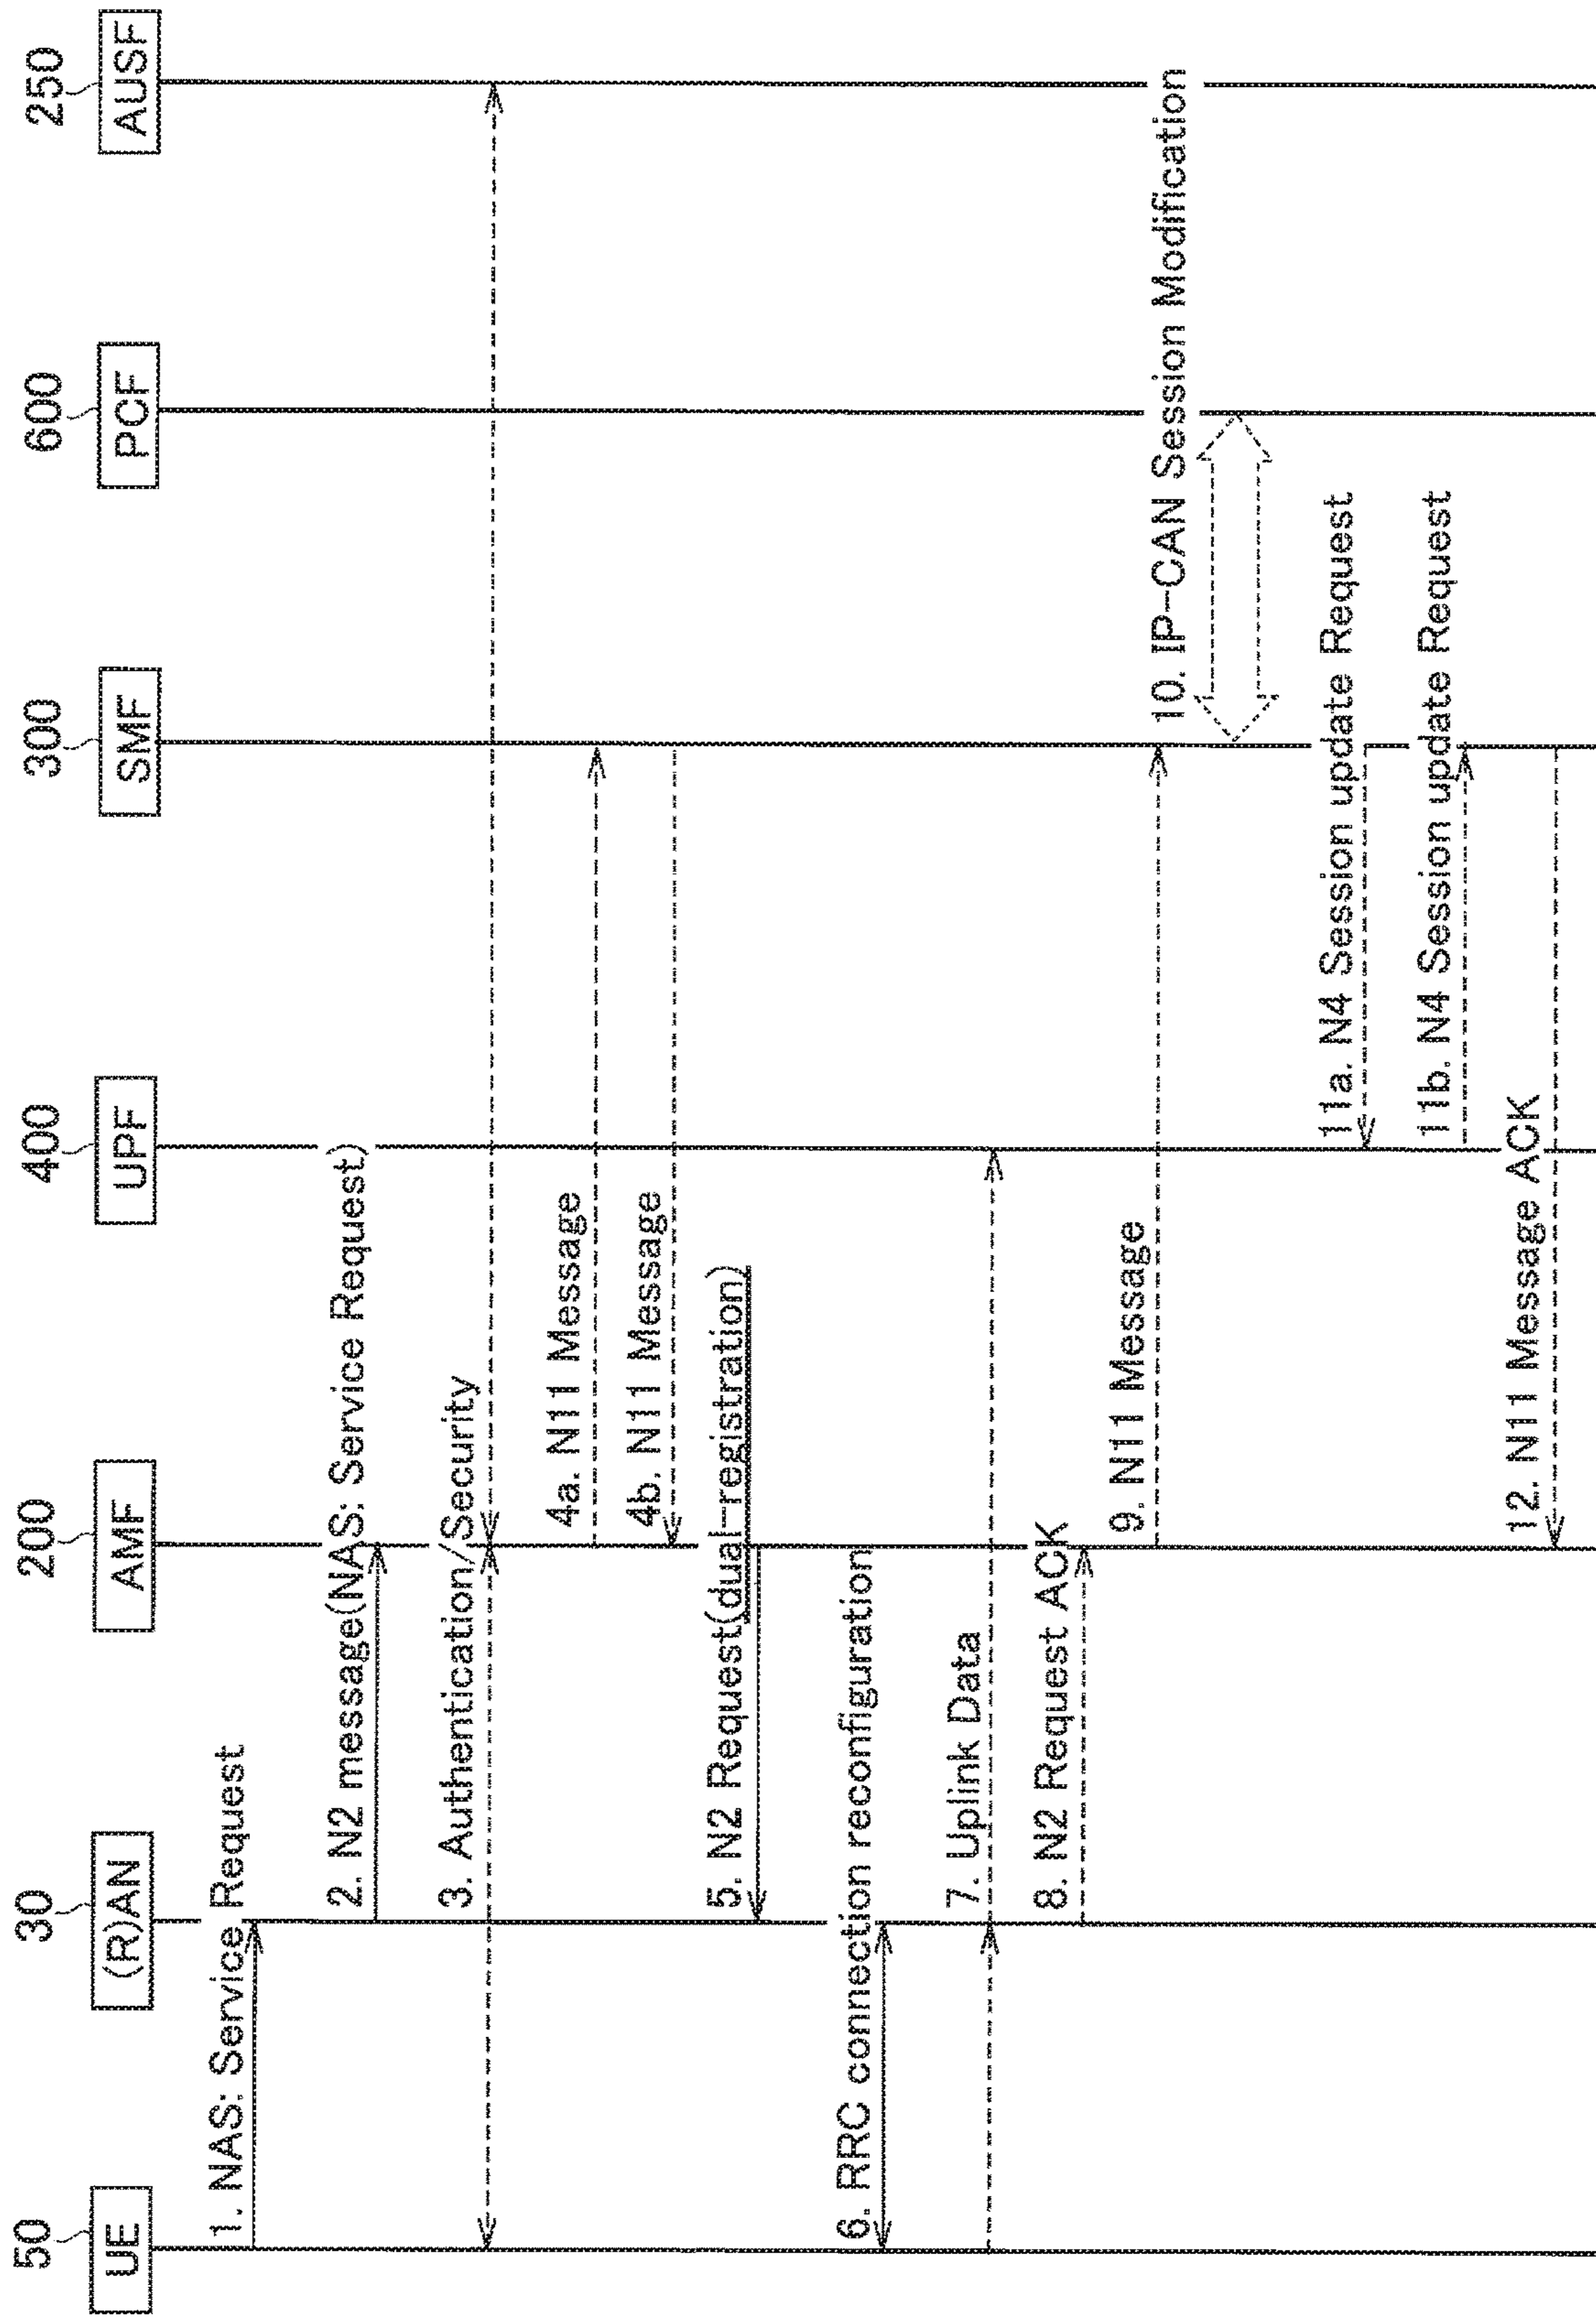 50
30
200
400
300
600
250
UE
(R)AN
AMF
UPF
SMF
PCF
AUSF
1. NAS: Service Request
2. N2 message(NAS: Service Request)
3. Authentication/Security
4a. N11 Message
4b. N11 Message
5. N2 Request(dual-registration)
6. RRC connection reconfiguration
7. Uplink Data
8. N2 Request ACK
9. N11 Message
10. IP-CAN Session Modification
11a. N4 Session update Request
11b. N4 Session update Request
12. N11 Message ACK